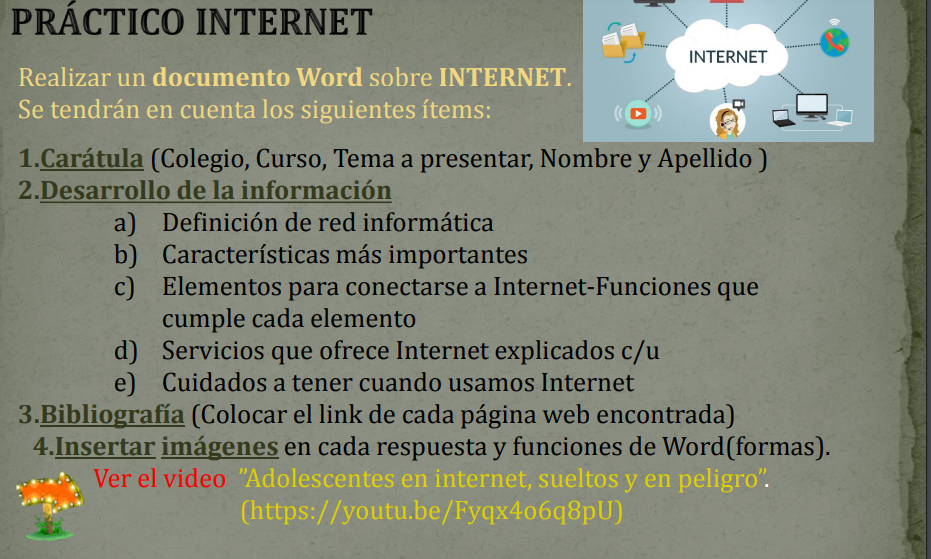 PRÁCTICO INTERNET
INTERNET
Realizar un documento Word sobre INTERNET.
Se tendrán en cuenta los siguientes ítems:
1.Carátula (Colegio, Curso, Tema a presentar, Nombre y Apellido )
2.Desarrollo de la información
a) Definición de red informática
b) Características más importantes
c) Elementos para conectarse a Internet-Funciones que
cumple cada elemento
d) Servicios que ofrece Internet explicados c/u
e) Cuidados a tener cuando usamos Internet
3.Bibliografía (Colocar el link de cada página web encontrada)
4.Insertar imágenes en cada respuesta y funciones de Word(formas).
Ver el video ”Adolescentes en internet, sueltos y en peligro”.
(https://youtu.be/Fyqx4o6q8pU)